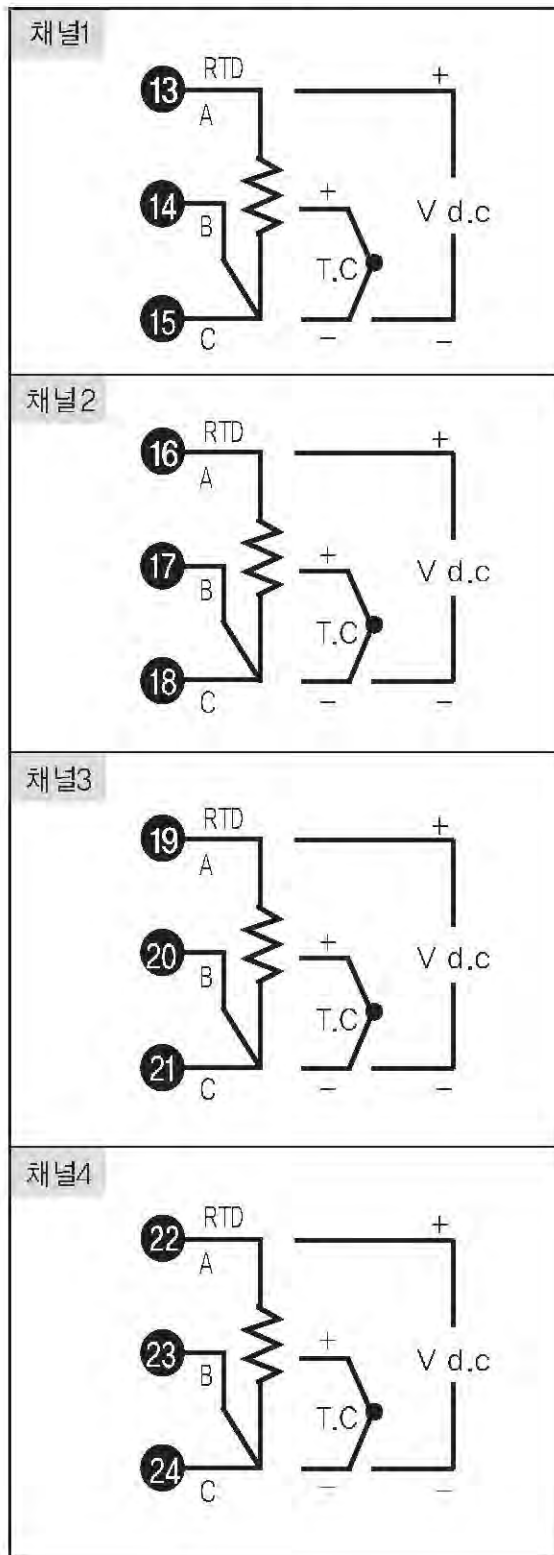 채널1
13 RTD +
A
14 + V d.c
B
T.C
15
C – –
채널2
16 RTD +
A
17 + V d.c
B
T.C
18
C – –
채널3
19 RTD +
A
20 + V d.c
B
T.C
21
C – –
채널4
22 RTD +
A
23 + V d.c
B
T.C
24
C – –